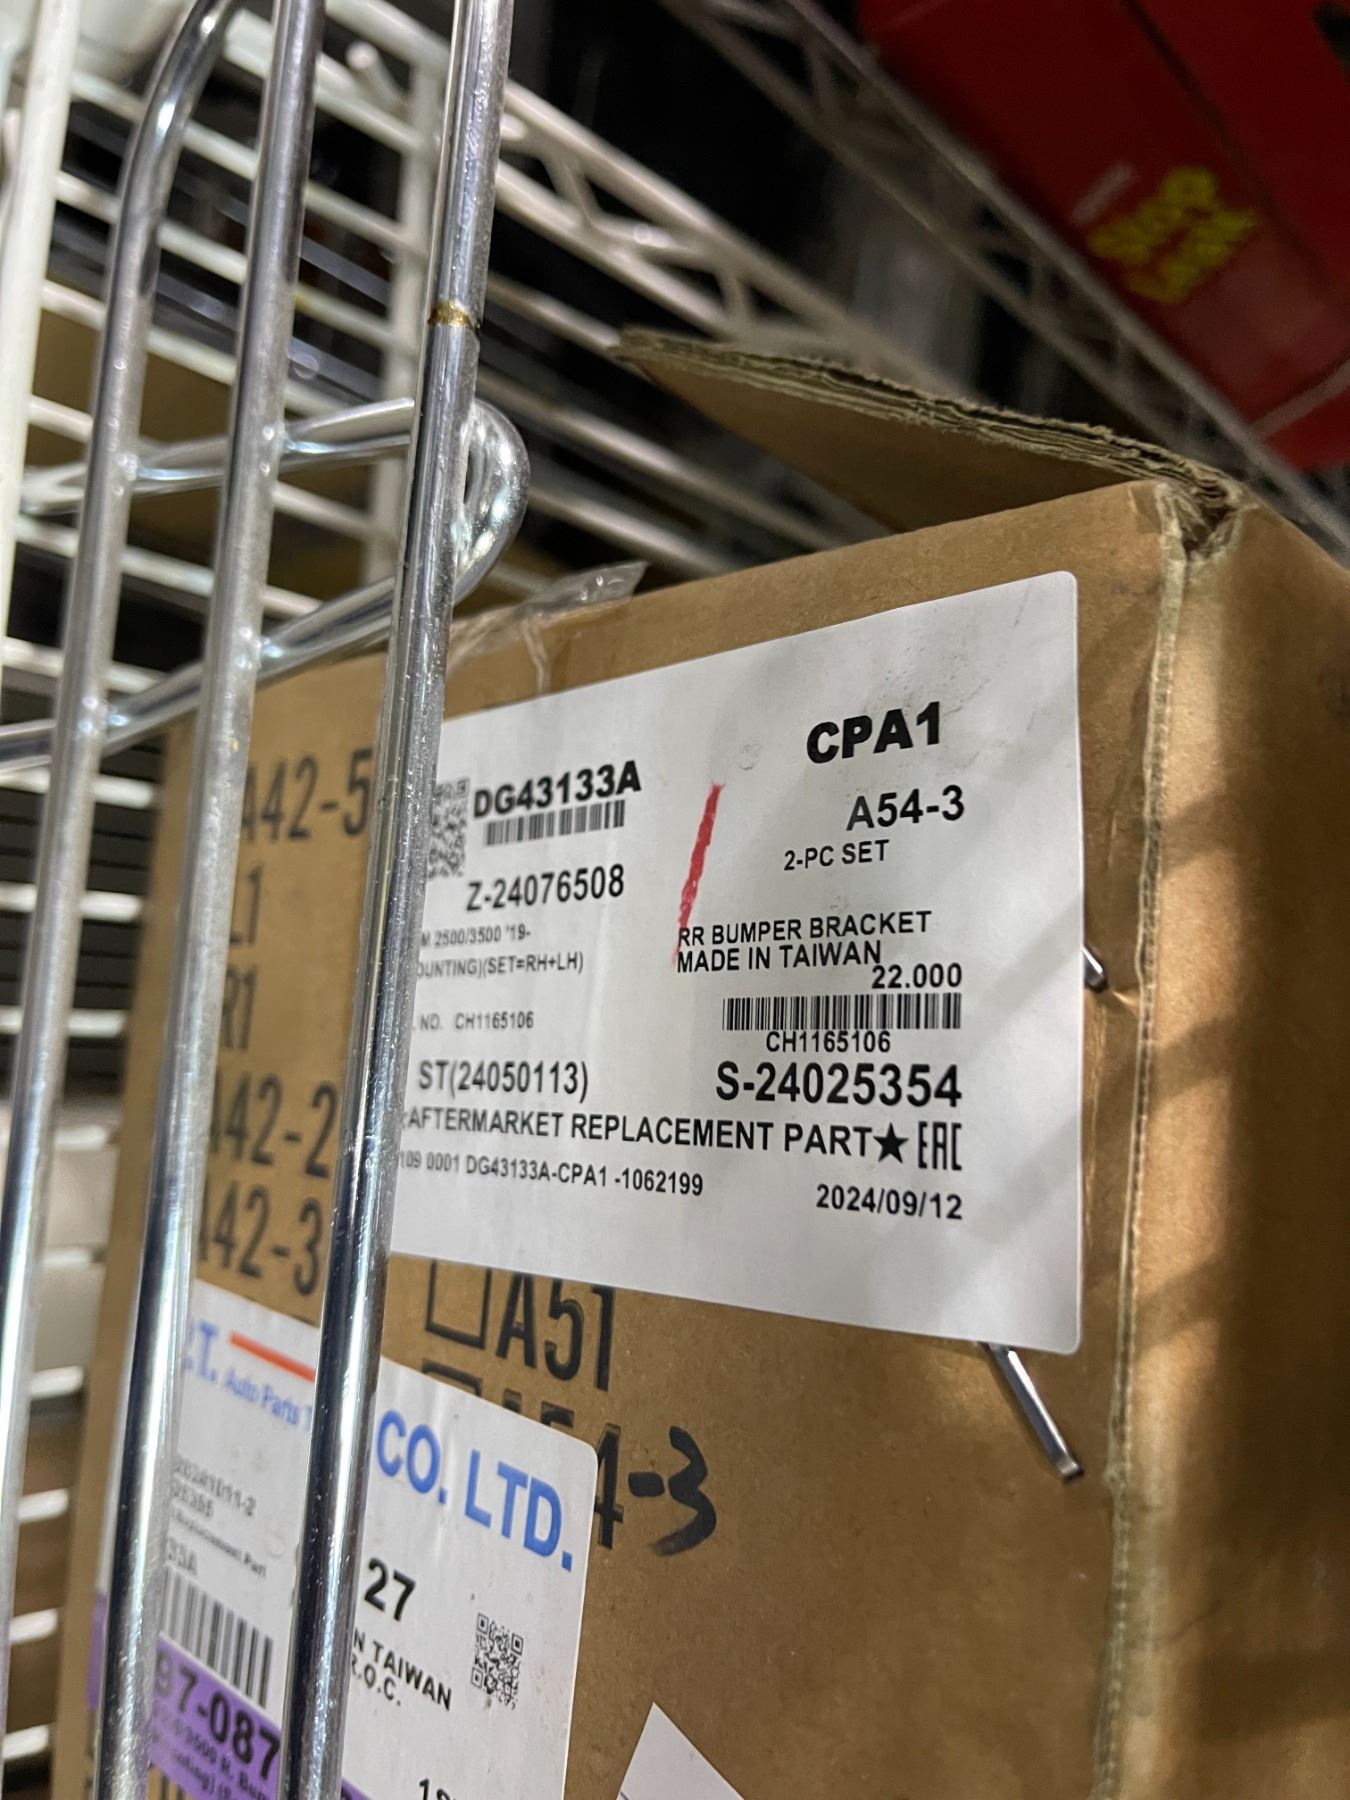 CPA1
DG43133A
A54-3
2-PC SET
Z-24076508
M 2500/3500 '19-
RR BUMPER BRACKET
OUNTING)(SET=RH+LH)
MADE IN TAIWAN
22.000
NO. CH1165106
CH1165106
ST(24050113)
S-24025354
AFTERMARKET REPLACEMENT PART★ EAC
109 0001 DG43133A-CPA1 -1062199
2024/09/12
A42-5
L1
R1
A42-2
A42-3
A51
A54-3
.T. Auto Parts
CO. LTD.
33A
27
N TAIWAN
R.O.C.
97-087